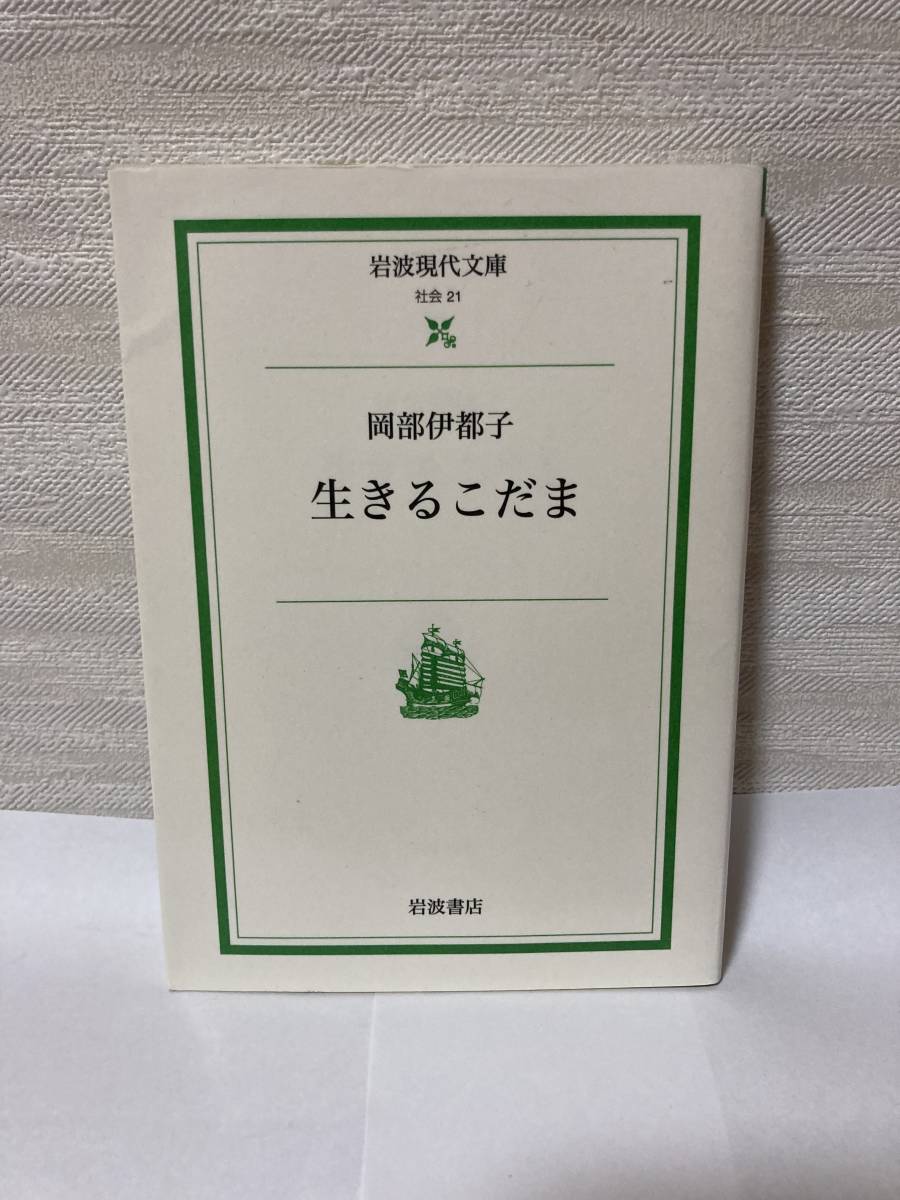 岩波現代文庫
社会 21
岡部伊都子
生きるこだま
岩波書店